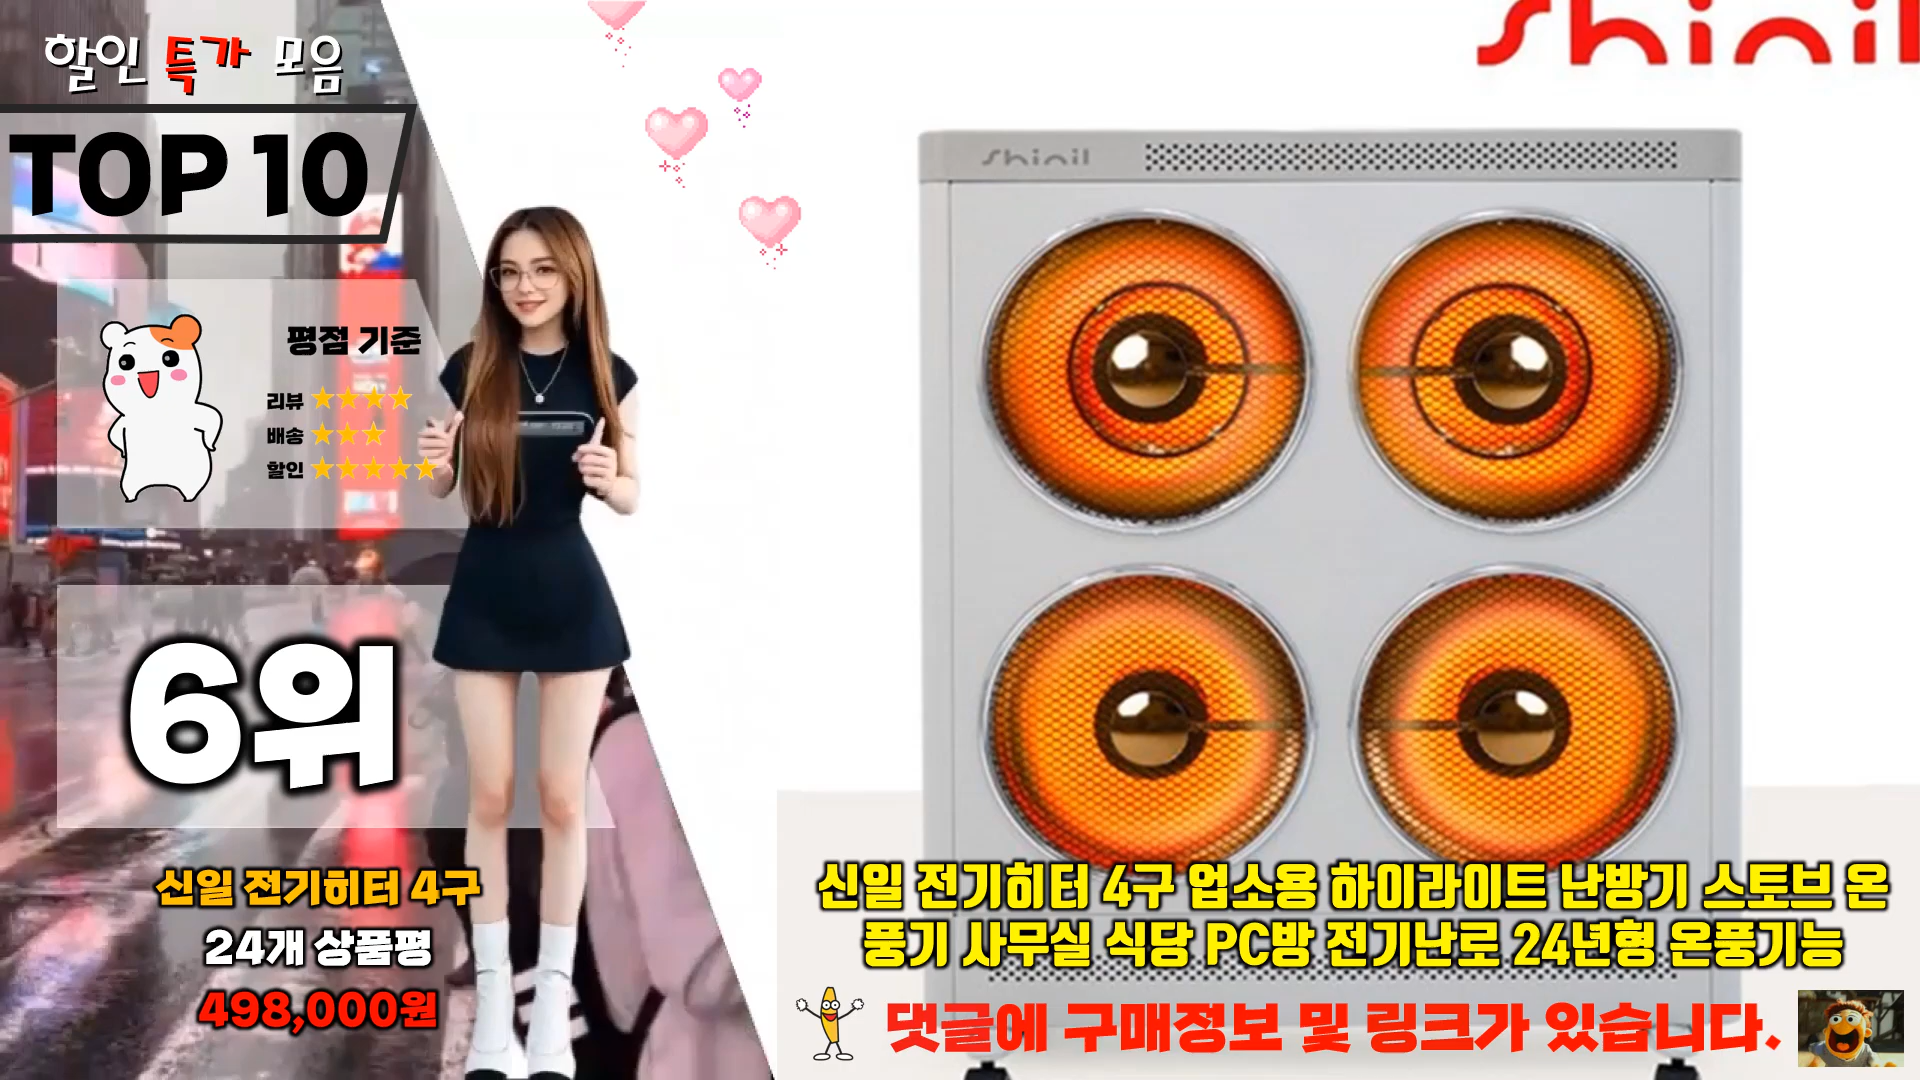 할인 특가 모음
TOP 10
평점 기준
리뷰 ★★★★
배송 ★★★
할인 ★★★★★
6위
신일 전기히터 4구
24개 상품평
498,000원
Shinil
Shinil
신일 전기히터 4구 업소용 하이라이트 난방기 스토브 온
풍기 사무실 식당 PC방 전기난로 24년형 온풍기능
댓글에 구매정보 및 링크가 있습니다.